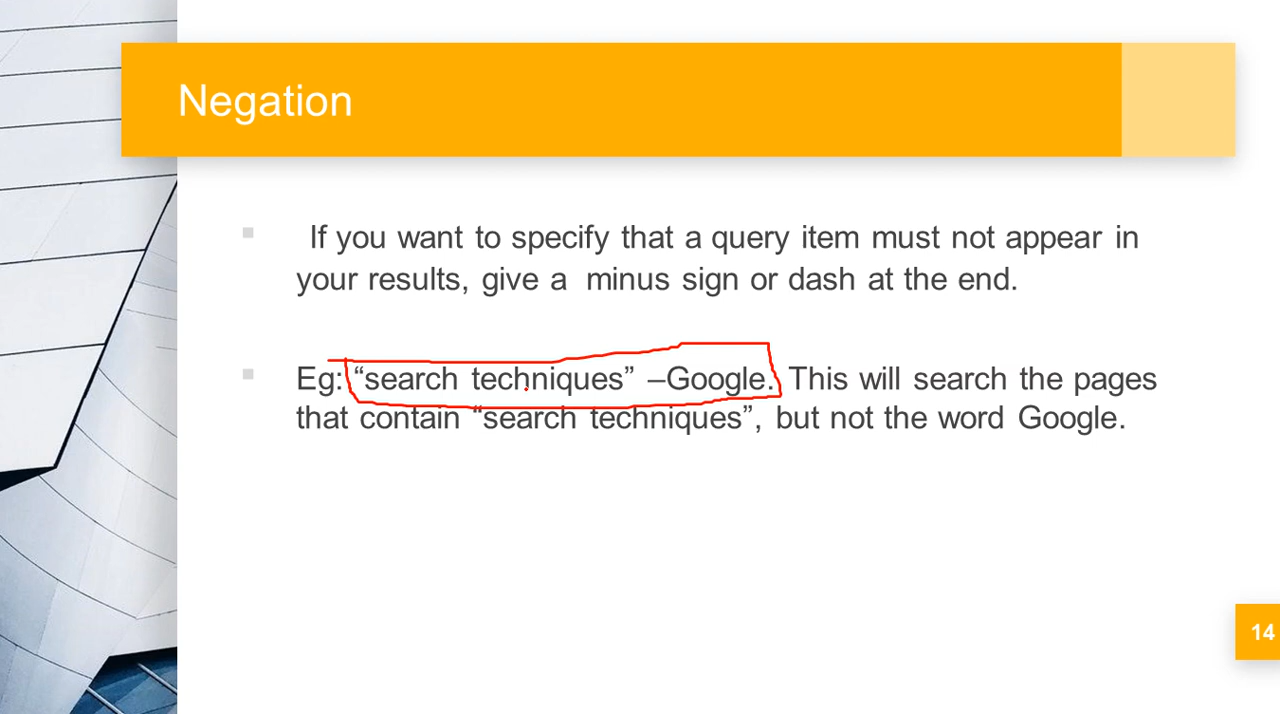 Negation
If you want to specify that a query item must not appear in
your results, give a minus sign or dash at the end.
Eg: “search techniques” –Google. This will search the pages
that contain “search techniques”, but not the word Google.
14